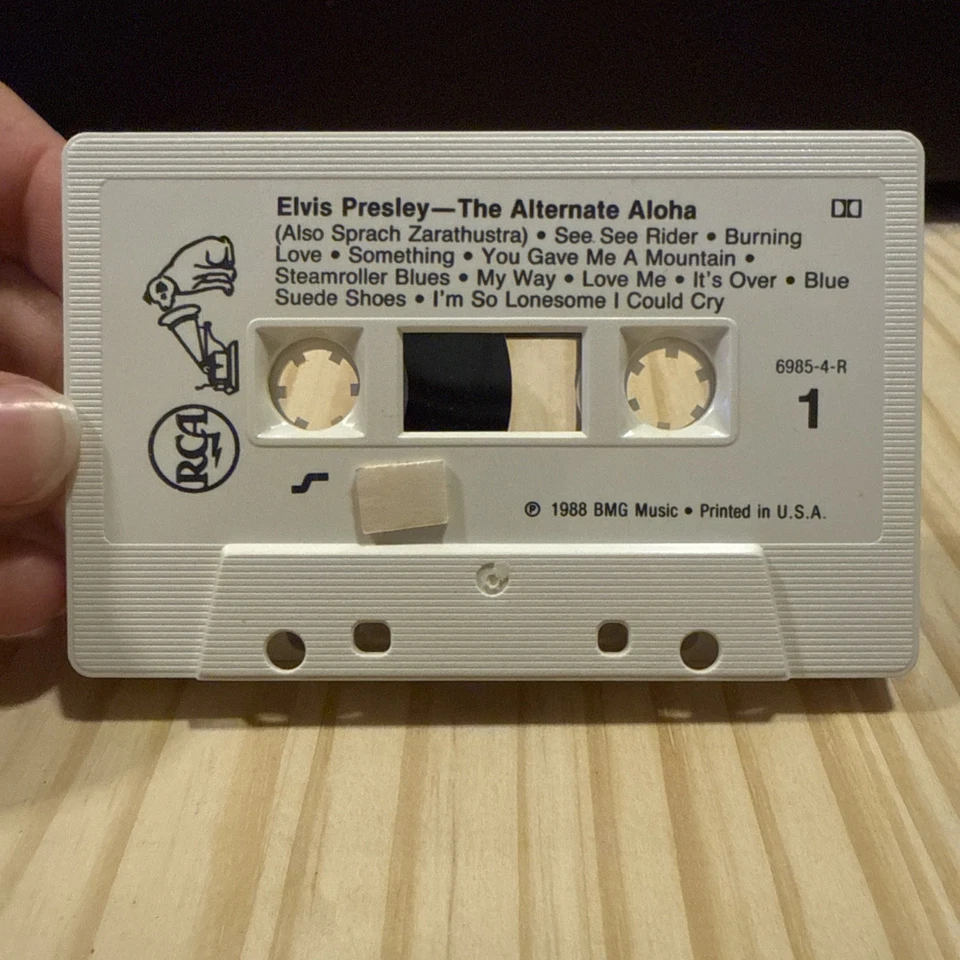 Elvis Presley—The Alternate Aloha
(Also Sprach Zarathustra) • See See Rider • Burning
Love • Something • You Gave Me A Mountain •
Steamroller Blues • My Way • Love Me • It's Over • Blue
Suede Shoes • I'm So Lonesome I Could Cry
6985-4-R
1
RCA
℗ 1988 BMG Music • Printed in U.S.A.